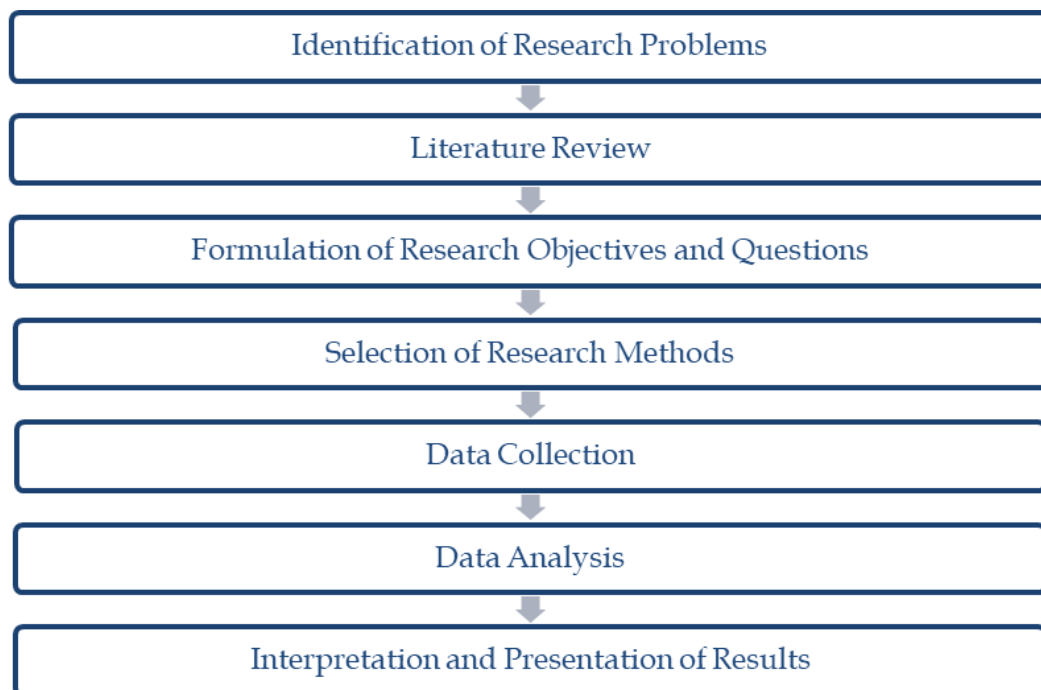 Identification of Research Problems
Literature Review
Formulation of Research Objectives and Questions
Selection of Research Methods
Data Collection
Data Analysis
Interpretation and Presentation of Results